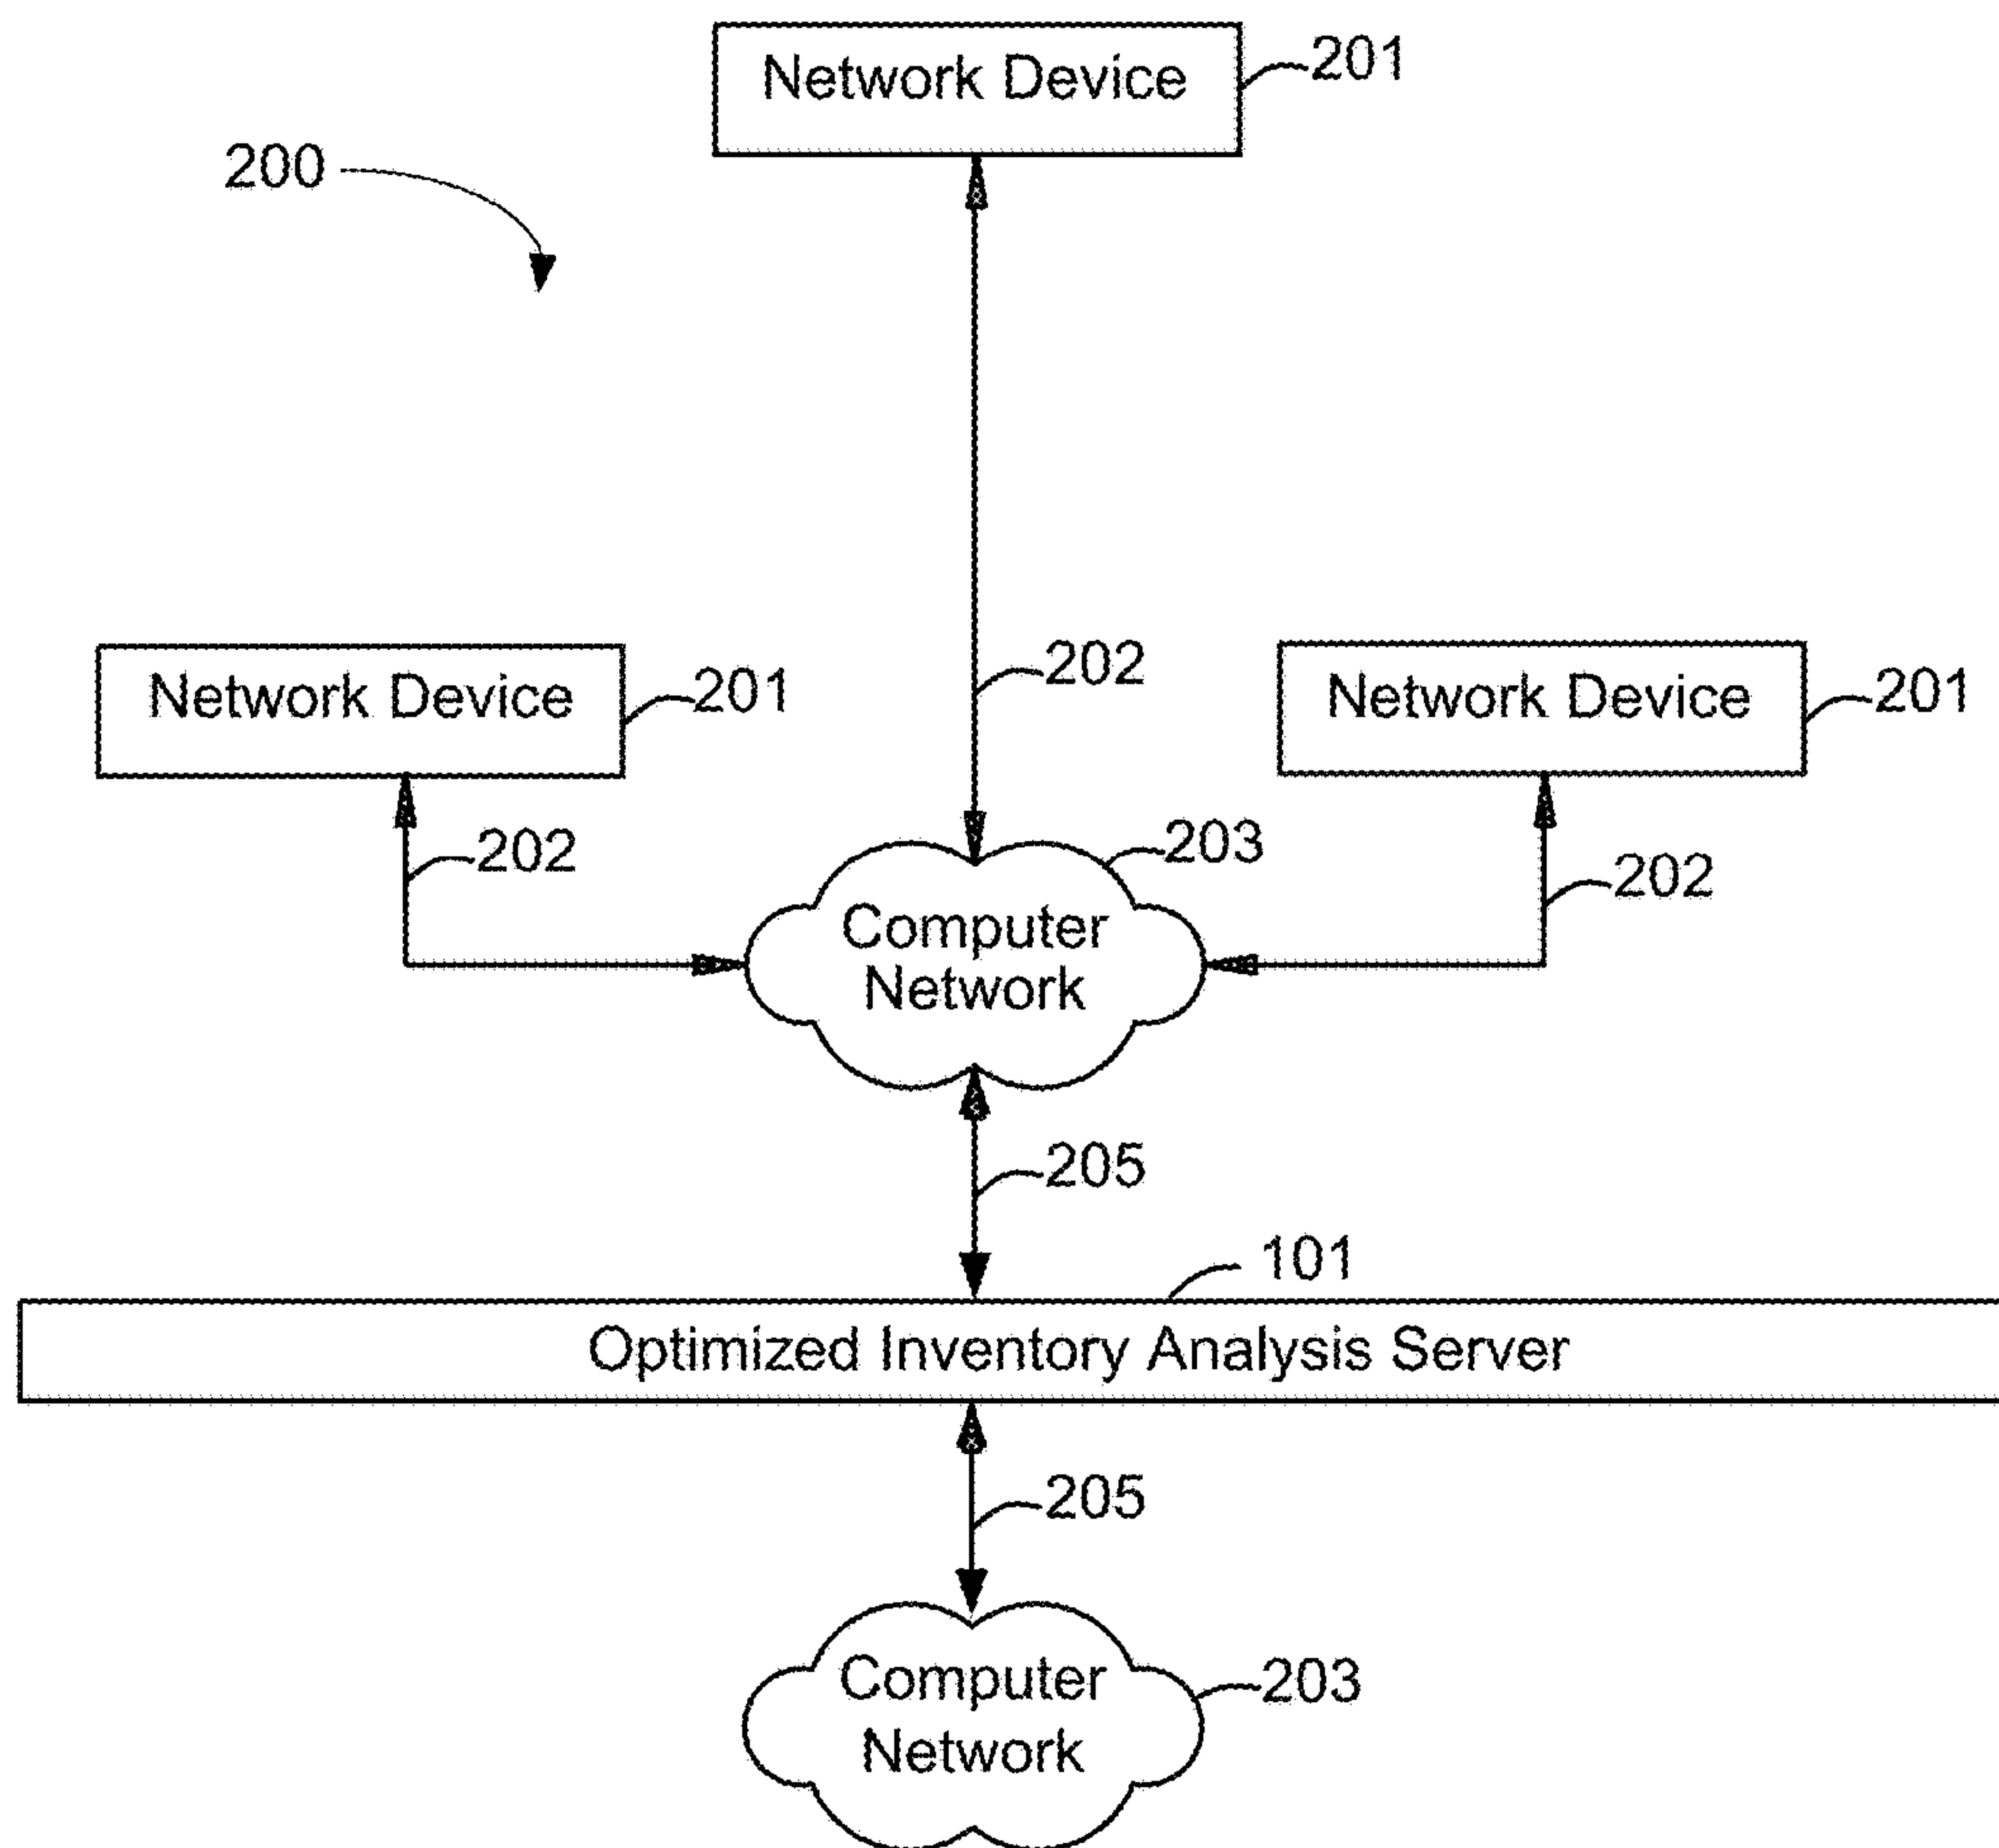 Network Device
201
200
202
Network Device
201
Network Device
201
202
203
202
Computer
Network
205
101
Optimized Inventory Analysis Server
205
Computer
Network
203